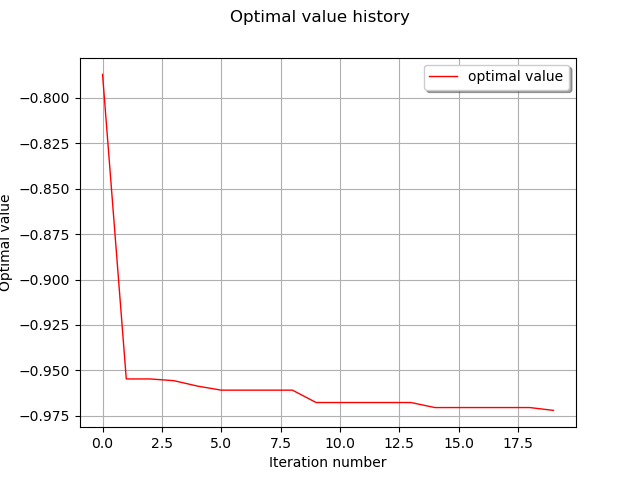 Optimal value history
optimal value
−0.800
−0.825
−0.850
−0.875
−0.900
−0.925
−0.950
−0.975
Optimal value
0.0 2.5 5.0 7.5 10.0 12.5 15.0 17.5
Iteration number